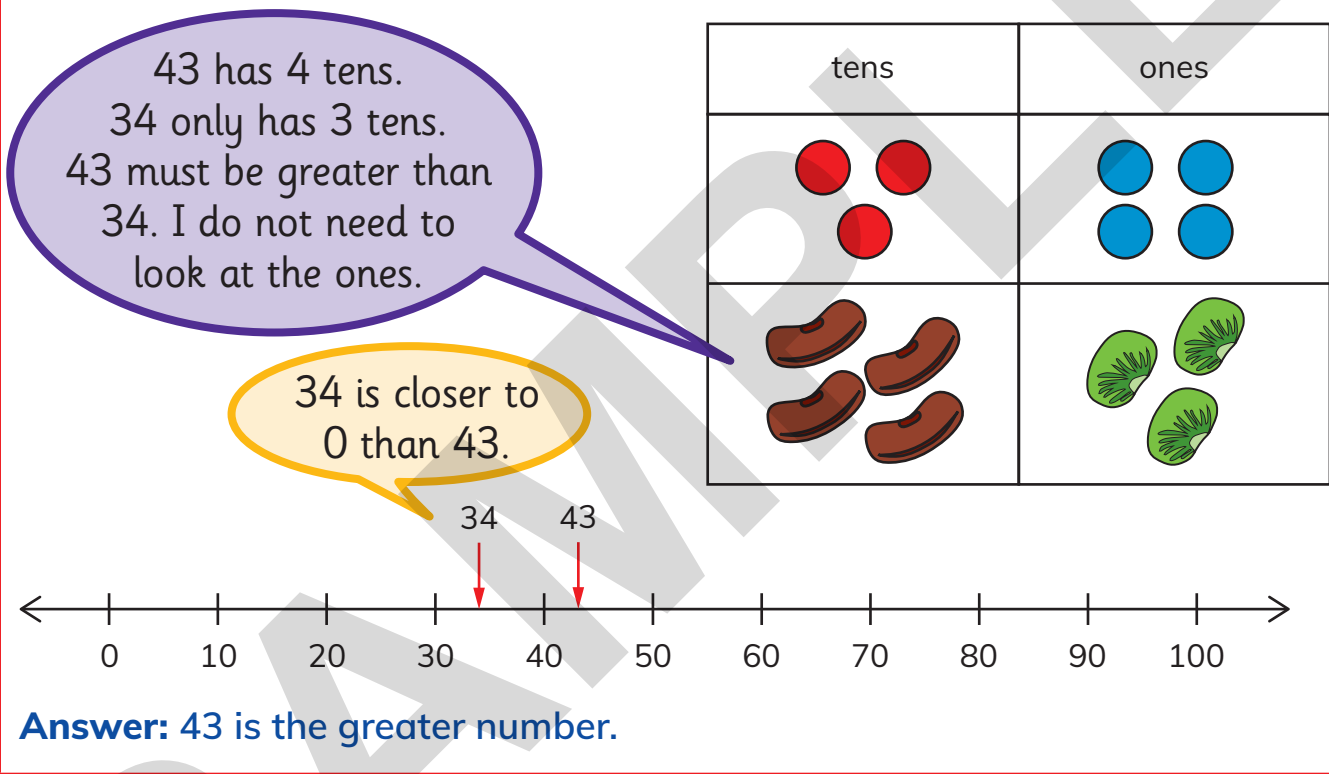 43 has 4 tens.
34 only has 3 tens.
43 must be greater than
34. I do not need to
look at the ones.
tens ones
34 is closer to
0 than 43.
34 43
0 10 20 30 40 50 60 70 80 90 100
Answer: 43 is the greater number.
SAMPLE